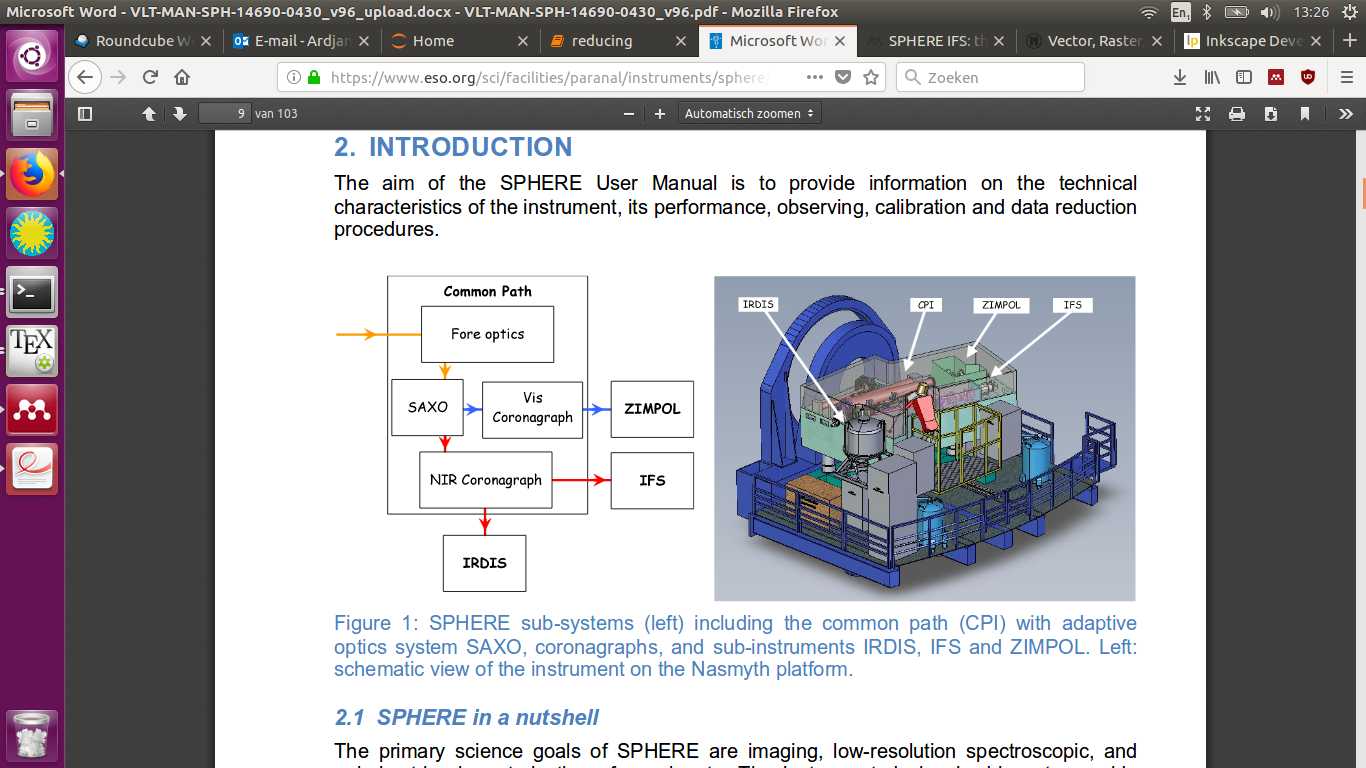 Microsoft Word - VLT-MAN-SPH-14690-0430_v96_upload.docx - VLT-MAN-SPH-14690-0430_v96.pdf - Mozilla Firefox
En1
13:26
Roundcube W
E-mail - Ardjan
Home
reducing
Microsoft Wor
SPHERE IFS: th
Vector, Raster,
lp
Inkscape Deve
https://www.eso.org/sci/facilities/paranal/instruments/sphere/
Zoeken
9 van 103
Automatisch zoomen
2. INTRODUCTION
The aim of the SPHERE User Manual is to provide information on the technical
characteristics of the instrument, its performance, observing, calibration and data reduction
procedures.
Common Path
Fore optics
SAXO
Vis
Coronagraph
ZIMPOL
NIR Coronagraph
IFS
IRDIS
IRDIS
CPI
ZIMPOL
IFS
Figure 1: SPHERE sub-systems (left) including the common path (CPI) with adaptive
optics system SAXO, coronagraphs, and sub-instruments IRDIS, IFS and ZIMPOL. Left:
schematic view of the instrument on the Nasmyth platform.
2.1 SPHERE in a nutshell
The primary science goals of SPHERE are imaging, low-resolution spectroscopic, and
TEX